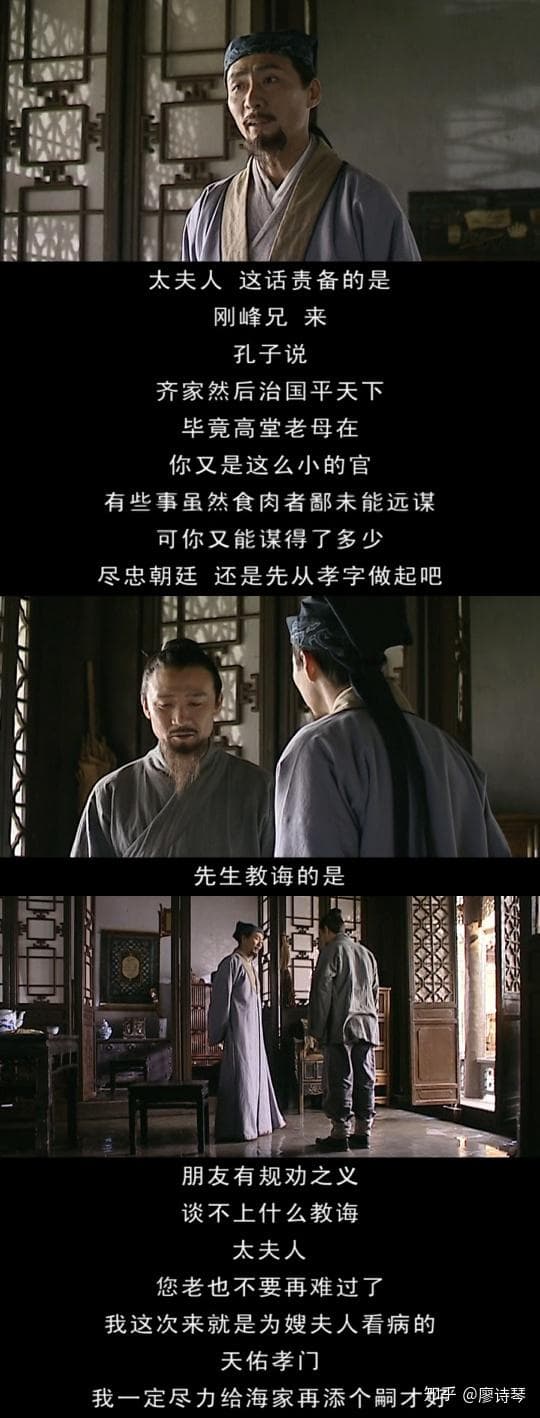 太夫人 这话责备的是
刚峰兄 来
孔子说
齐家然后治国平天下
毕竟高堂老母在
你又是这么小的官
有些事虽然食肉者鄙未能远谋
可你又能谋得了多少
尽忠朝廷 还是先从孝字做起吧
先生教诲的是
朋友有规劝之义
谈不上什么教诲
太夫人
您老也不要再难过了
我这次来就是为嫂夫人看病的
天佑孝门
我一定尽力给海家再添个嗣才好
知乎 @廖诗琴